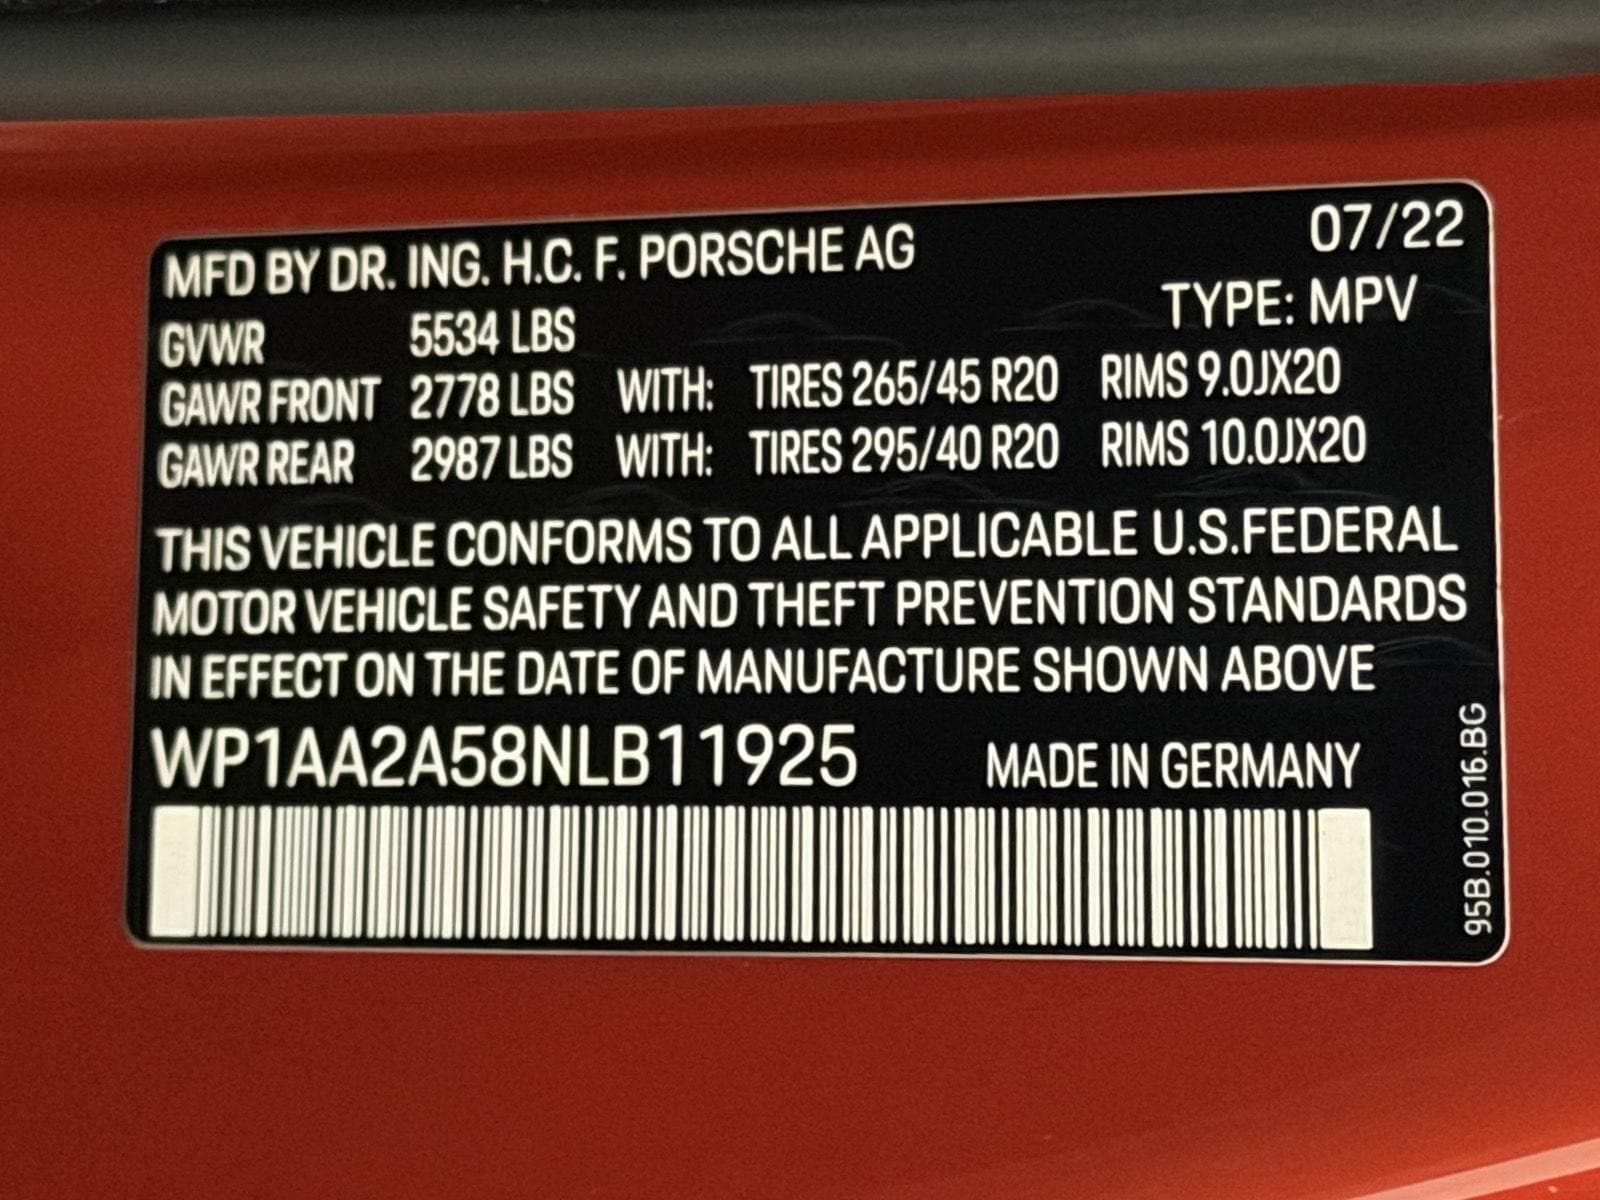 MFD BY DR. ING. H.C. F. PORSCHE AG 07/22
TYPE: MPV
GVWR 5534 LBS
GAWR FRONT 2778 LBS WITH: TIRES 265/45 R20 RIMS 9.0JX20
GAWR REAR 2987 LBS WITH: TIRES 295/40 R20 RIMS 10.0JX20
THIS VEHICLE CONFORMS TO ALL APPLICABLE U.S.FEDERAL
MOTOR VEHICLE SAFETY AND THEFT PREVENTION STANDARDS
IN EFFECT ON THE DATE OF MANUFACTURE SHOWN ABOVE
WP1AA2A58NLB11925 MADE IN GERMANY
95B.010.016.BG